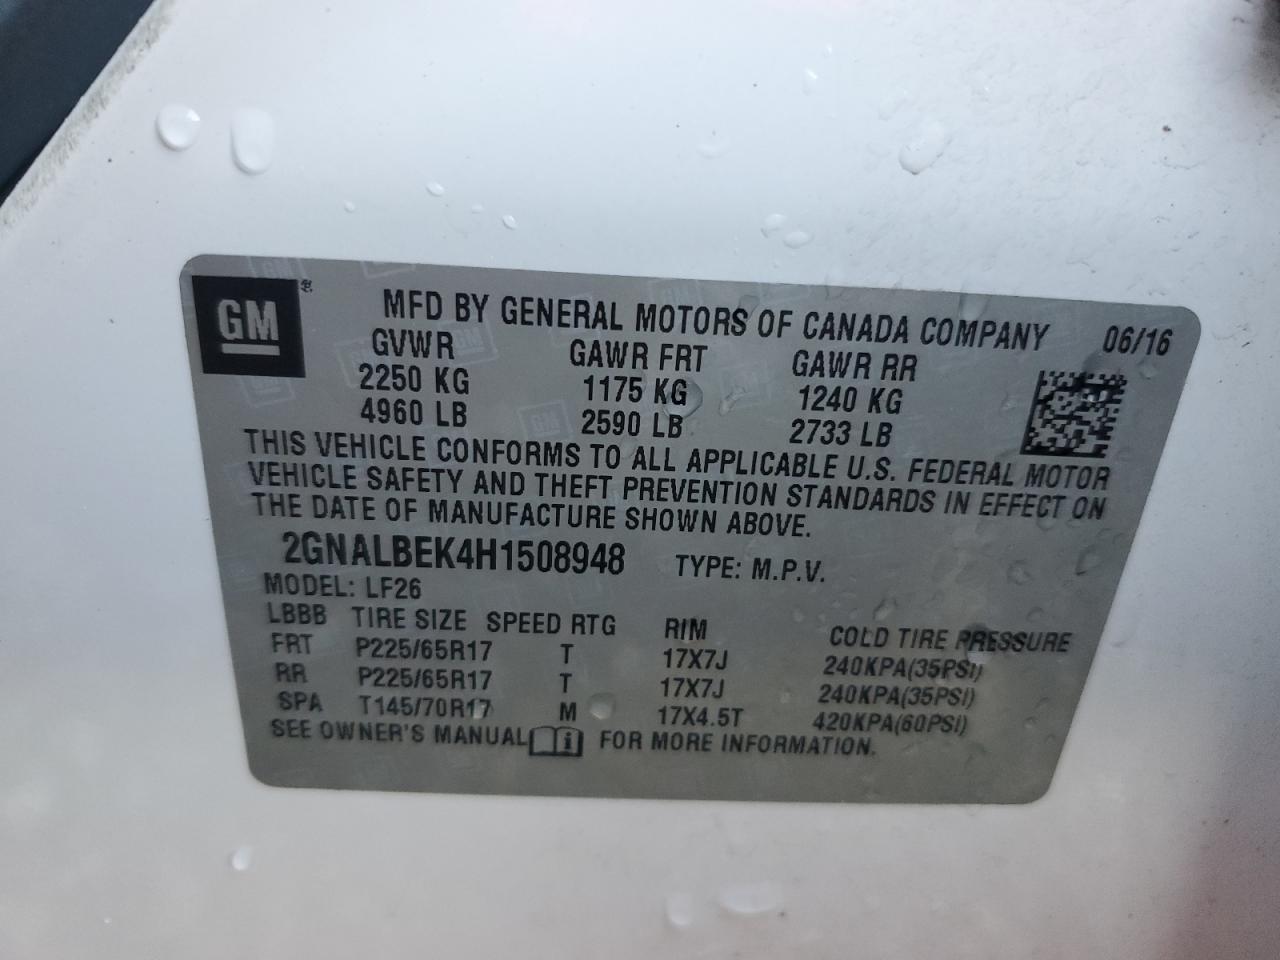 GM
MFD BY GENERAL MOTORS OF CANADA COMPANY 06/16
GVWR GAWR FRT GAWR RR
2250 KG 1175 KG 1240 KG
4960 LB 2590 LB 2733 LB
THIS VEHICLE CONFORMS TO ALL APPLICABLE U.S. FEDERAL MOTOR
VEHICLE SAFETY AND THEFT PREVENTION STANDARDS IN EFFECT ON
THE DATE OF MANUFACTURE SHOWN ABOVE.
2GNALBEK4H1508948 TYPE: M.P.V.
MODEL: LF26
LBBB TIRE SIZE SPEED RTG RIM COLD TIRE PRESSURE
FRT P225/65R17 T 17X7J 240KPA(35PSI)
RR P225/65R17 T 17X7J 240KPA(35PSI)
SPA T145/70R17 M 17X4.5T 420KPA(60PSI)
SEE OWNER'S MANUAL FOR MORE INFORMATION.